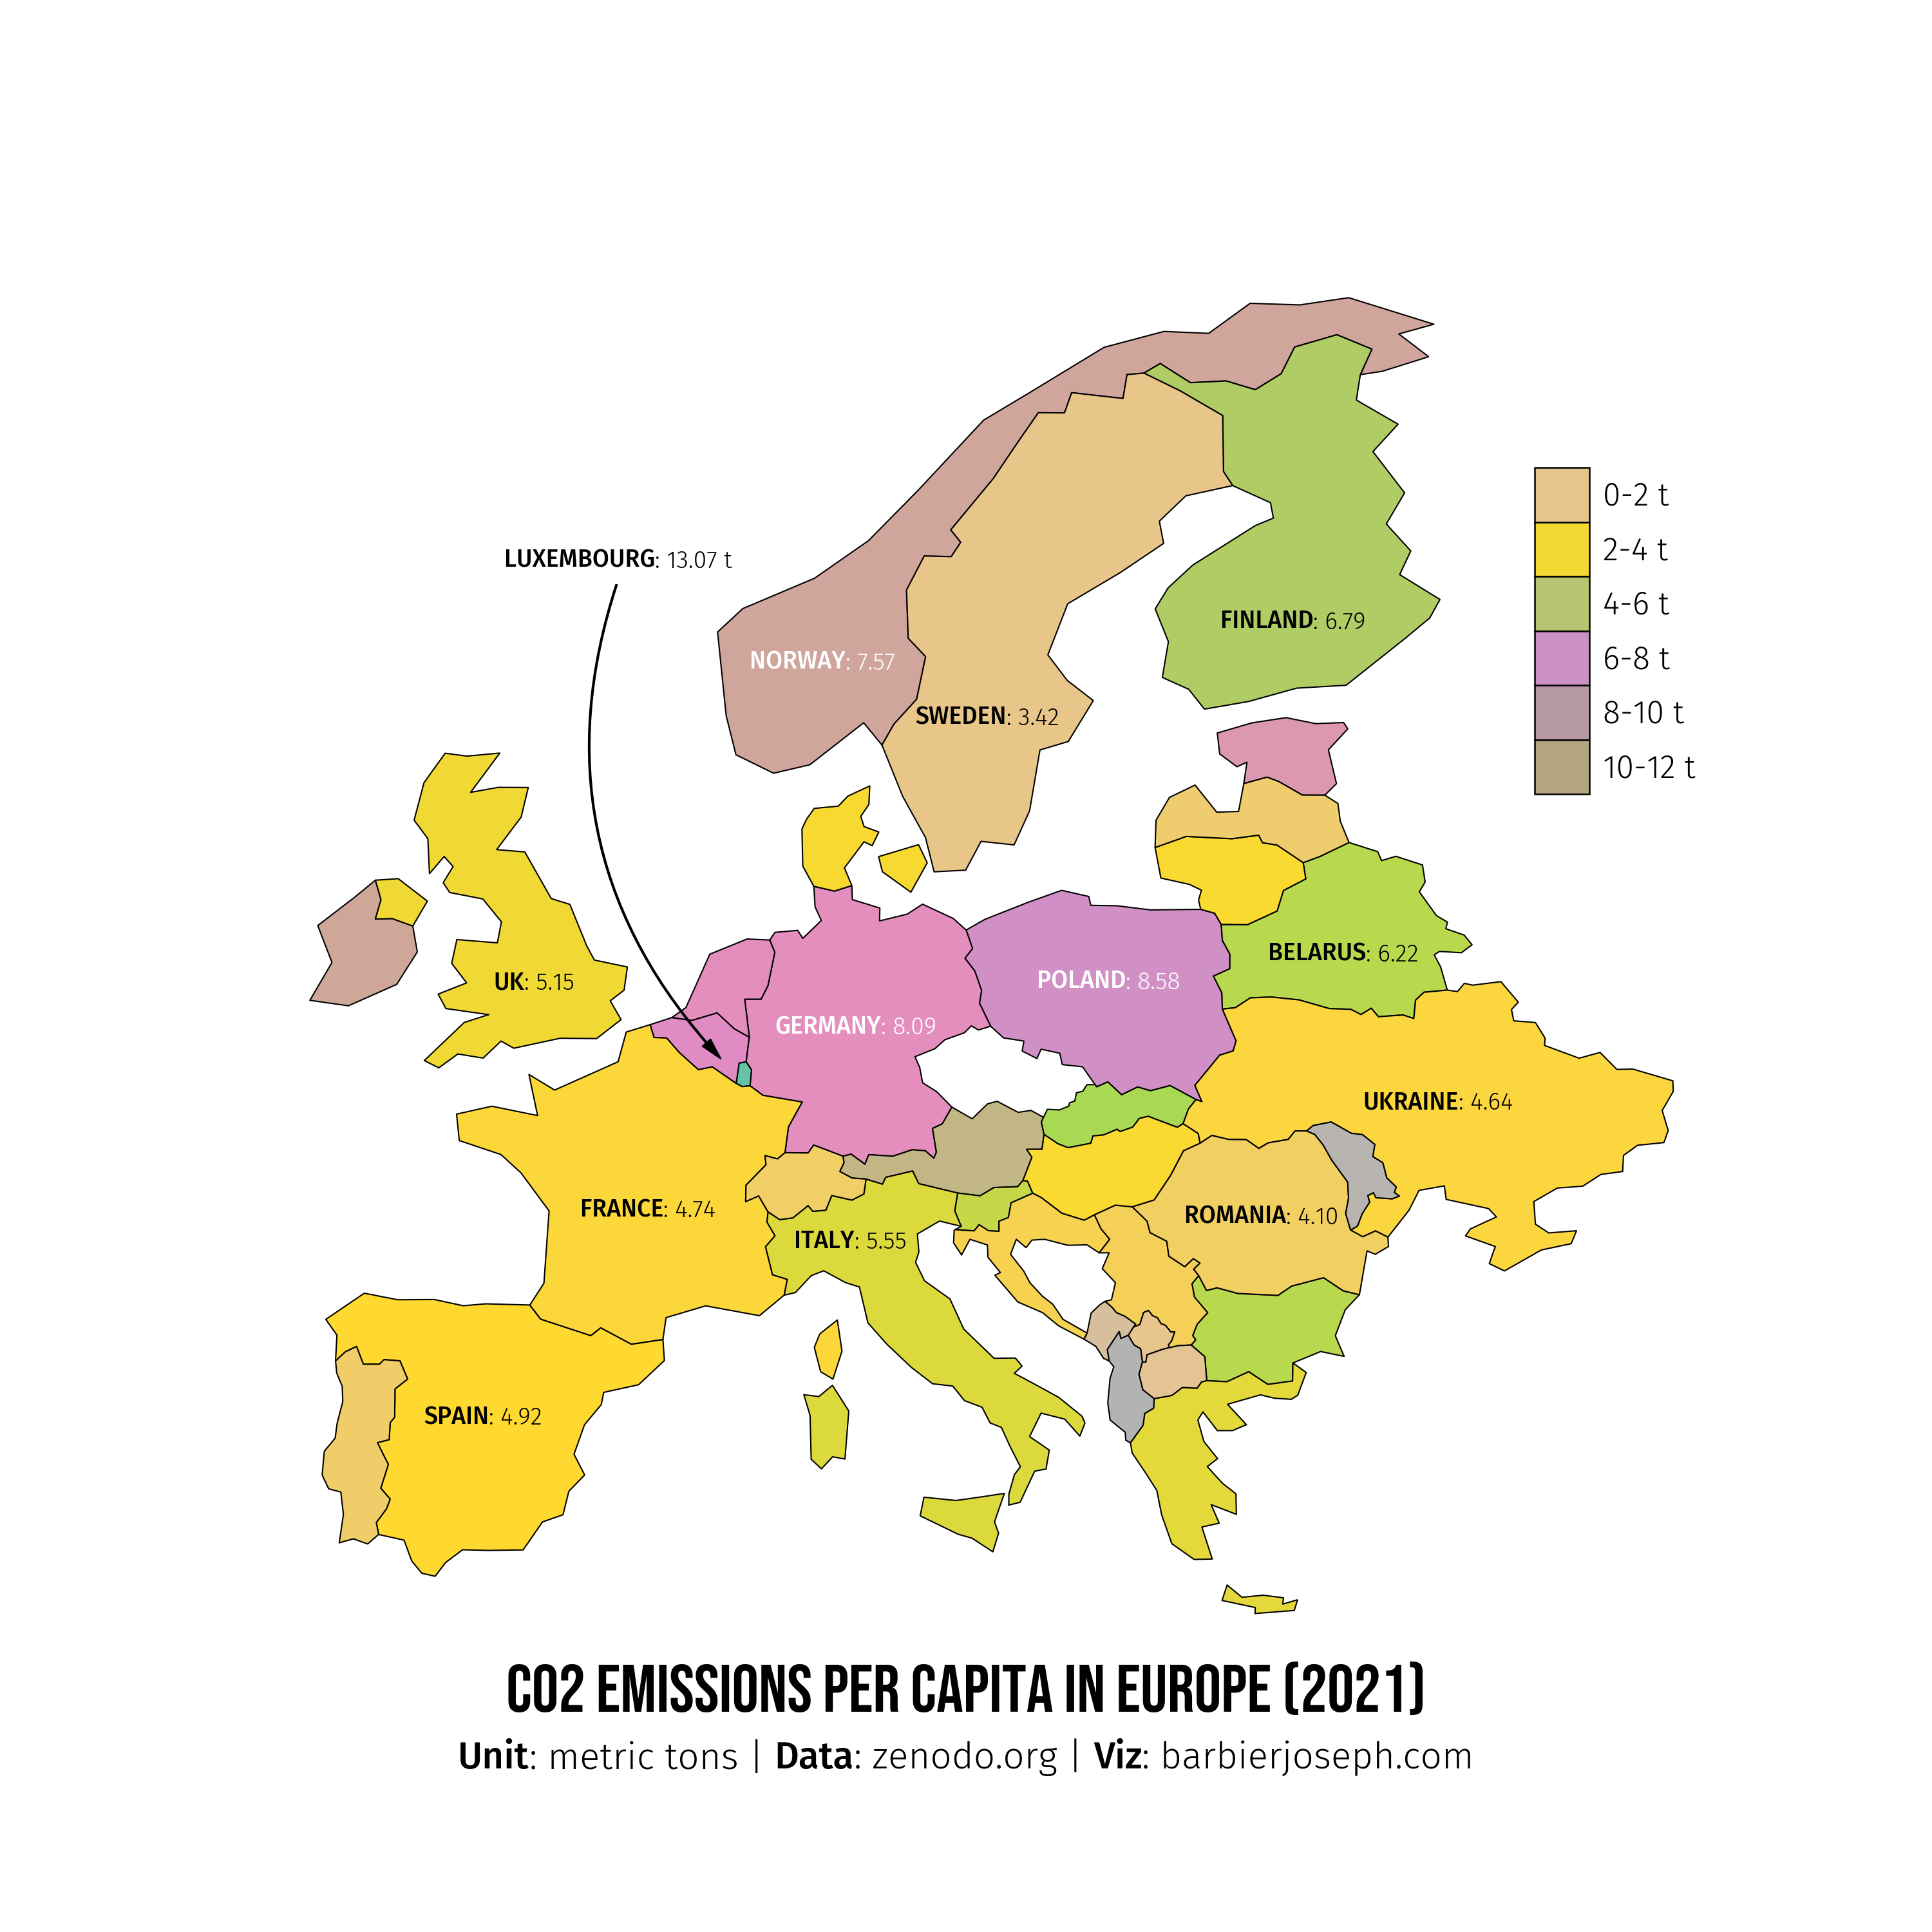 LUXEMBOURG: 13.07 t
0-2 t
2-4 t
4-6 t
6-8 t
8-10 t
10-12 t
FINLAND: 6.79
NORWAY: 7.57
SWEDEN: 3.42
BELARUS: 6.22
UK: 5.15
POLAND: 8.58
GERMANY: 8.09
UKRAINE: 4.64
FRANCE: 4.74
ROMANIA: 4.10
ITALY: 5.55
SPAIN: 4.92
CO2 EMISSIONS PER CAPITA IN EUROPE (2021)
Unit: metric tons | Data: zenodo.org | Viz: barbierjoseph.com